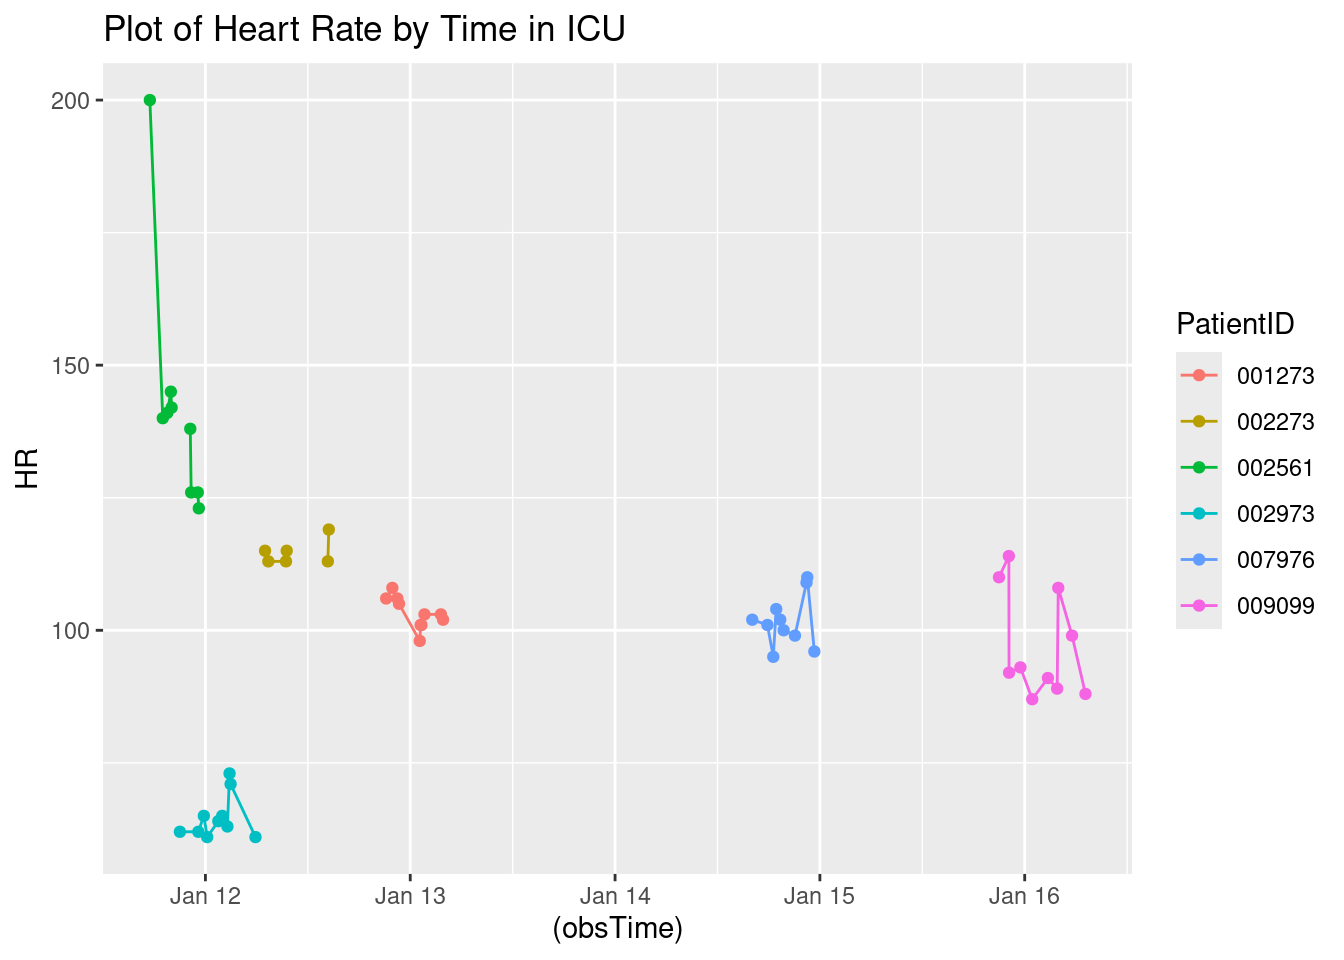 Plot of Heart Rate by Time in ICU
200
150
100
HR
Jan 12
Jan 13
Jan 14
Jan 15
Jan 16
(obsTime)
PatientID
001273
002273
002561
002973
007976
009099